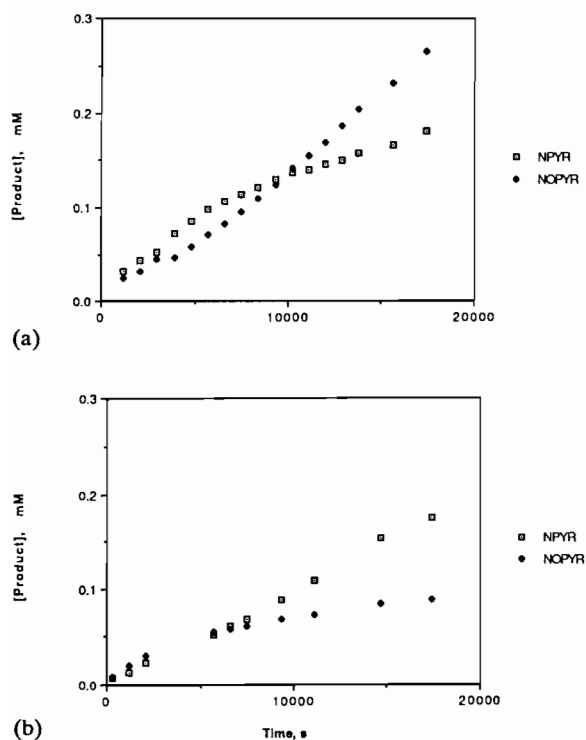 0.3
0.2
0.1
0.0
[Product], mM
0
10000
20000
NPYR
NOPYR
(a)
0.3
0.2
0.1
0.0
[Product], mM
0
10000
20000
Time, s
NPYR
NOPYR
(b)